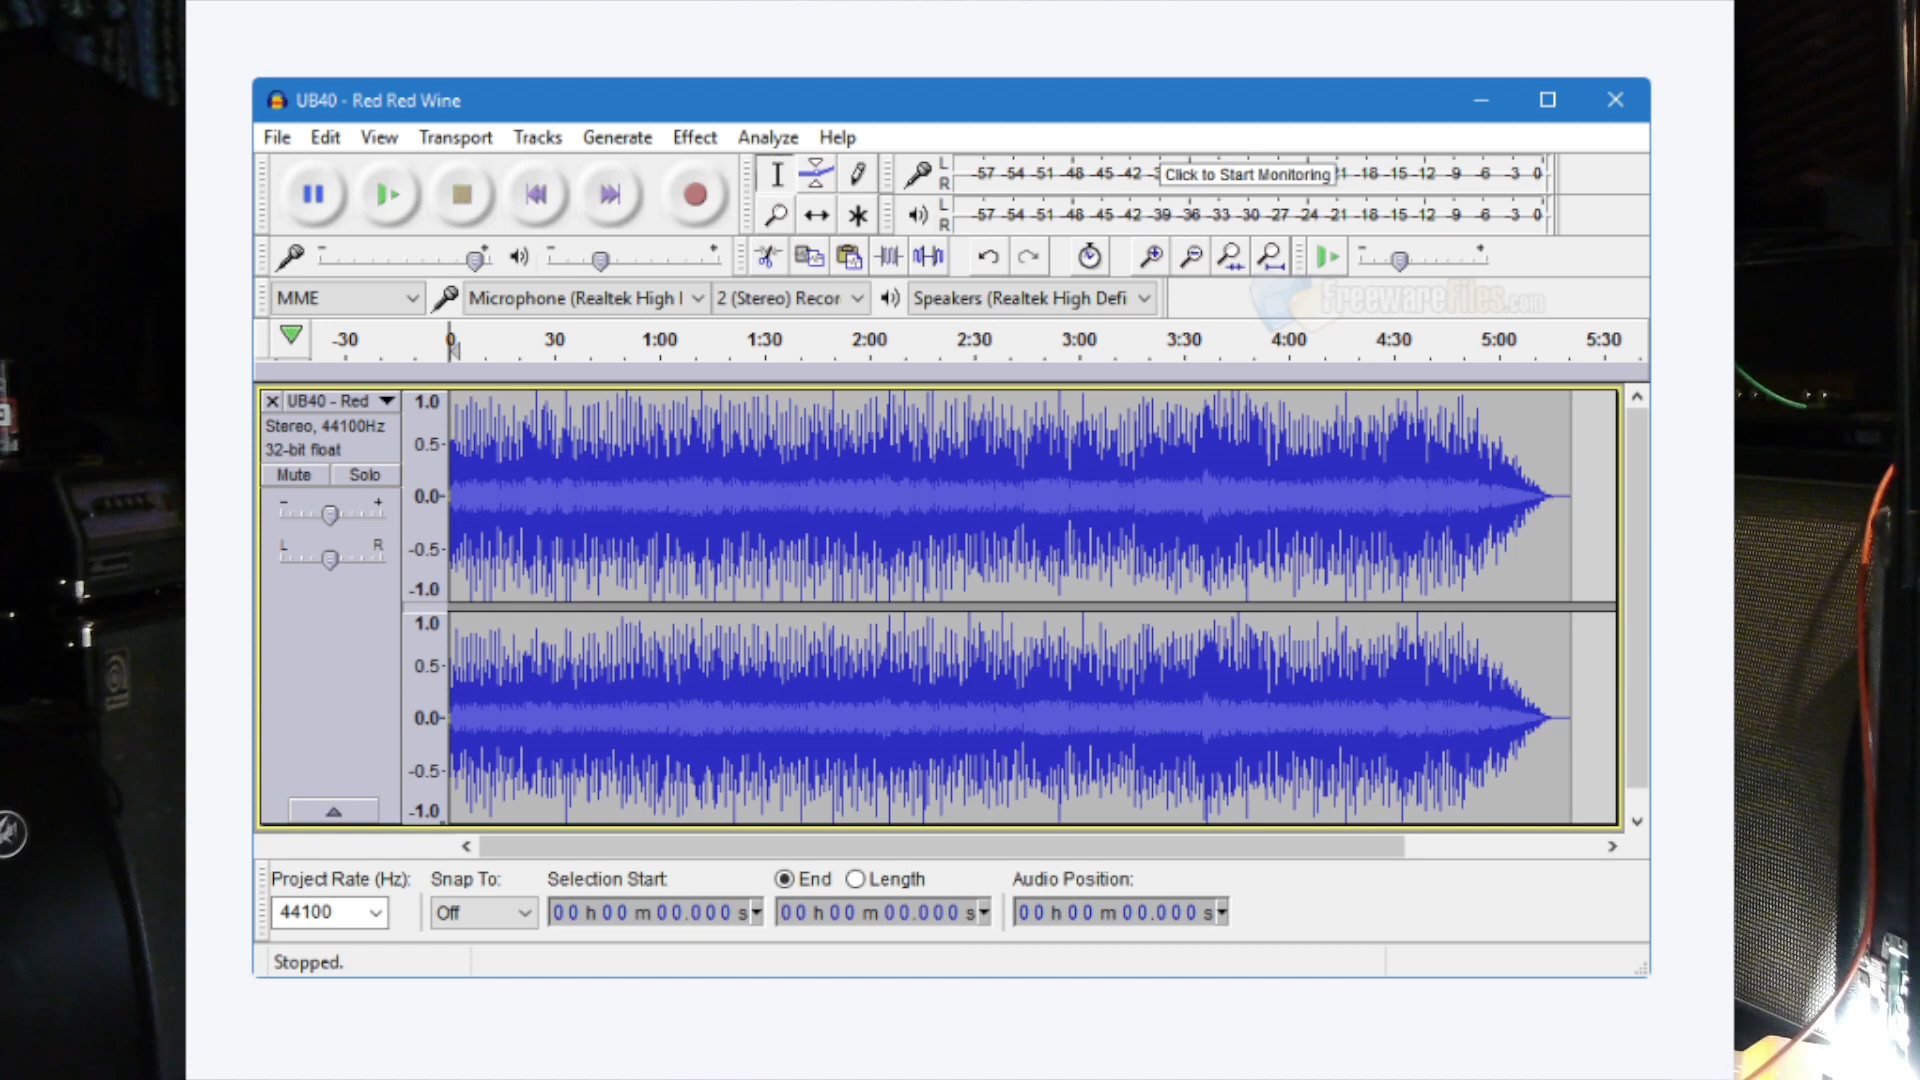 UB40 - Red Red Wine
File Edit View Transport Tracks Generate Effect Analyze Help
L
R
-57 -54 -51 -48 -45 -42 Click to Start Monitoring -18 -15 -12 -9 -6 -3 0
L
R
-57 -54 -51 -48 -45 -42 -39 -36 -33 -30 -27 -24 -21 -18 -15 -12 -9 -6 -3 0
MME Microphone (Realtek High 2 (Stereo) Recor Speakers (Realtek High Defi
FreewareFiles.com
-30 0 30 1:00 1:30 2:00 2:30 3:00 3:30 4:00 4:30 5:00 5:30
UB40 - Red
Stereo, 44100Hz
32-bit float
Mute Solo
- +
L R
1.0
0.5
0.0
-0.5
-1.0
1.0
0.5
0.0
-0.5
-1.0
Project Rate (Hz): Snap To: Selection Start: End Length Audio Position:
44100 Off 00 h 00 m 00.000 s 00 h 00 m 00.000 s 00 h 00 m 00.000 s
Stopped.